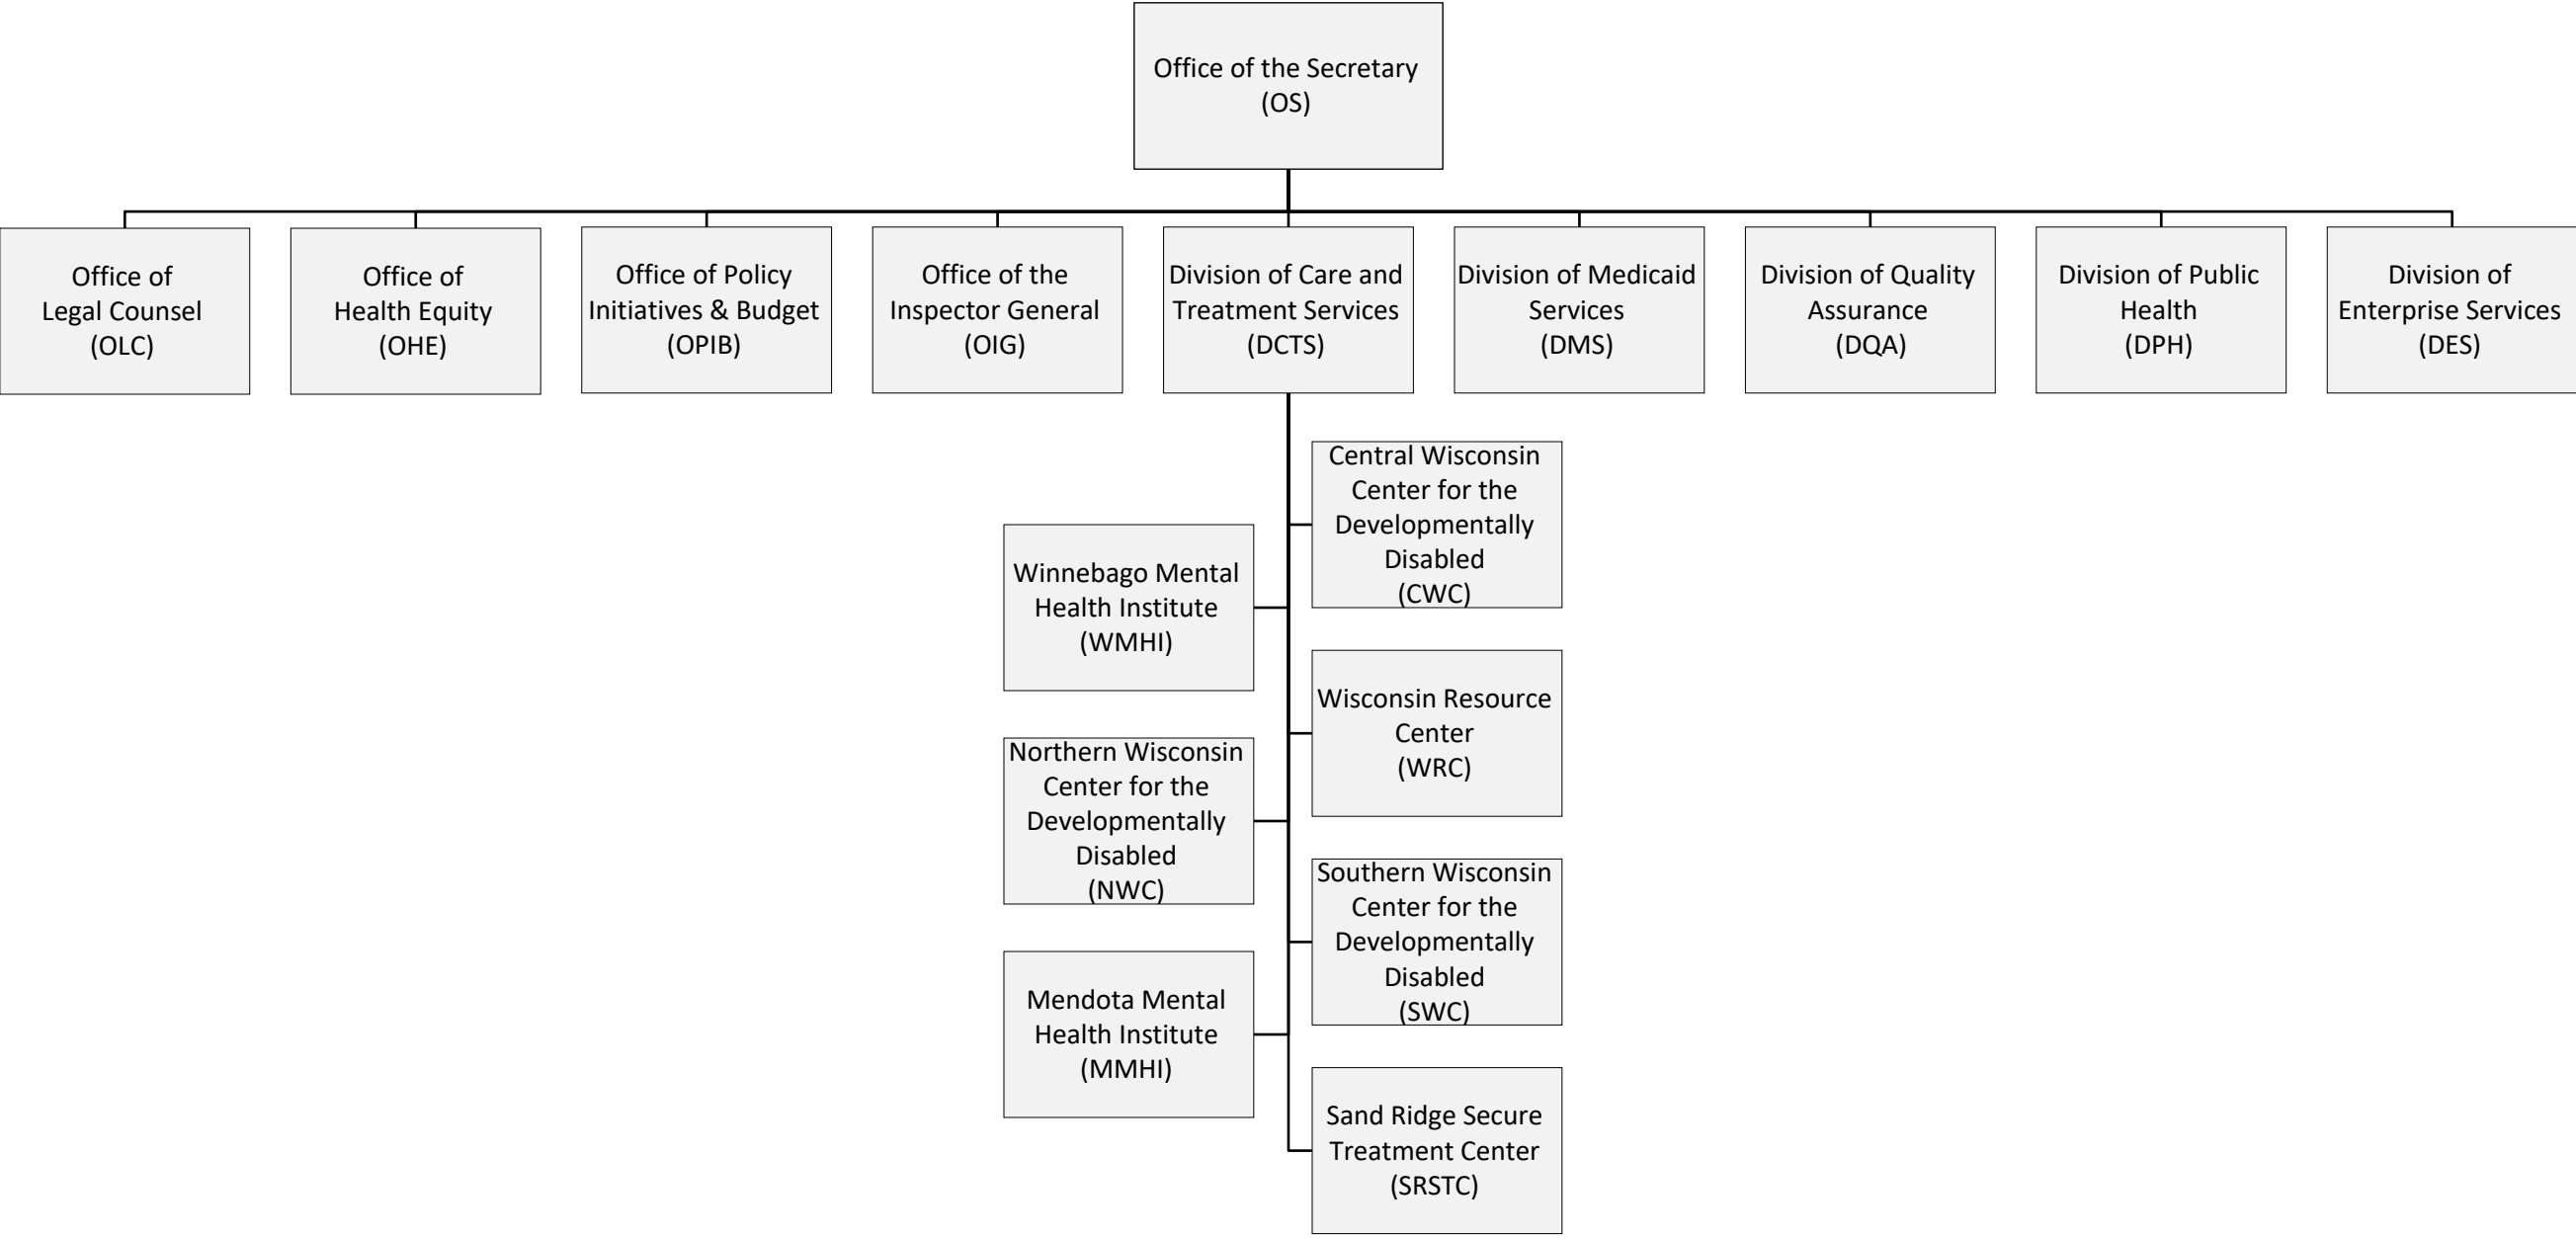 Office of the Secretary
(OS)
Office of
Legal Counsel
(OLC)
Office of
Health Equity
(OHE)
Office of Policy
Initiatives & Budget
(OPIB)
Office of the
Inspector General
(OIG)
Division of Care and
Treatment Services
(DCTS)
Division of Medicaid
Services
(DMS)
Division of Quality
Assurance
(DQA)
Division of Public
Health
(DPH)
Division of
Enterprise Services
(DES)
Central Wisconsin
Center for the
Developmentally
Disabled
(CWC)
Winnebago Mental
Health Institute
(WMHI)
Wisconsin Resource
Center
(WRC)
Northern Wisconsin
Center for the
Developmentally
Disabled
(NWC)
Southern Wisconsin
Center for the
Developmentally
Disabled
(SWC)
Mendota Mental
Health Institute
(MMHI)
Sand Ridge Secure
Treatment Center
(SRSTC)